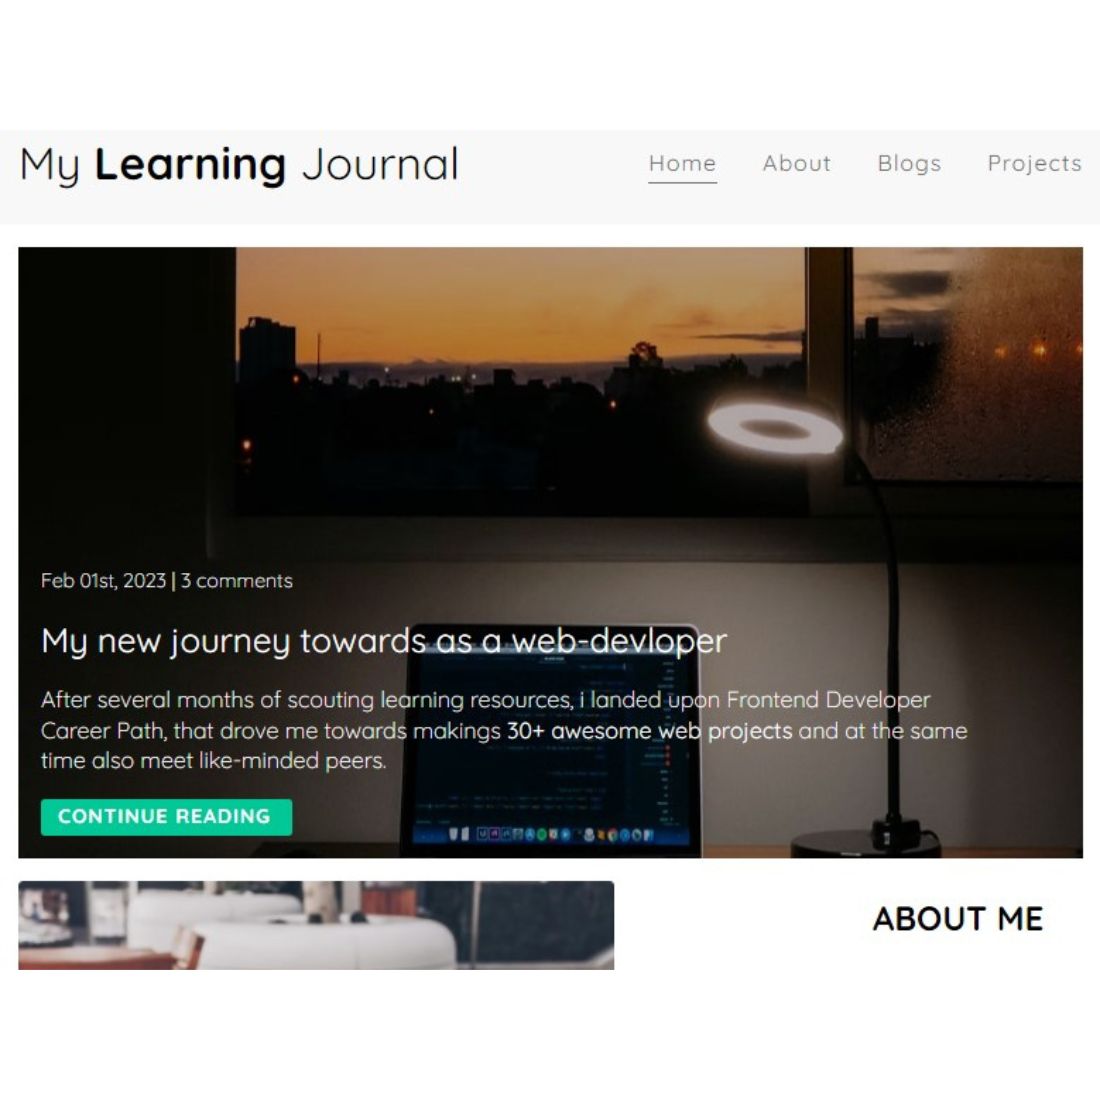 My Learning Journal
Home About Blogs Projects
Feb 01st, 2023 | 3 comments
My new journey towards as a web-devloper
After several months of scouting learning resources, i landed upon Frontend Developer
Career Path, that drove me towards makings 30+ awesome web projects and at the same
time also meet like-minded peers.
CONTINUE READING
ABOUT ME